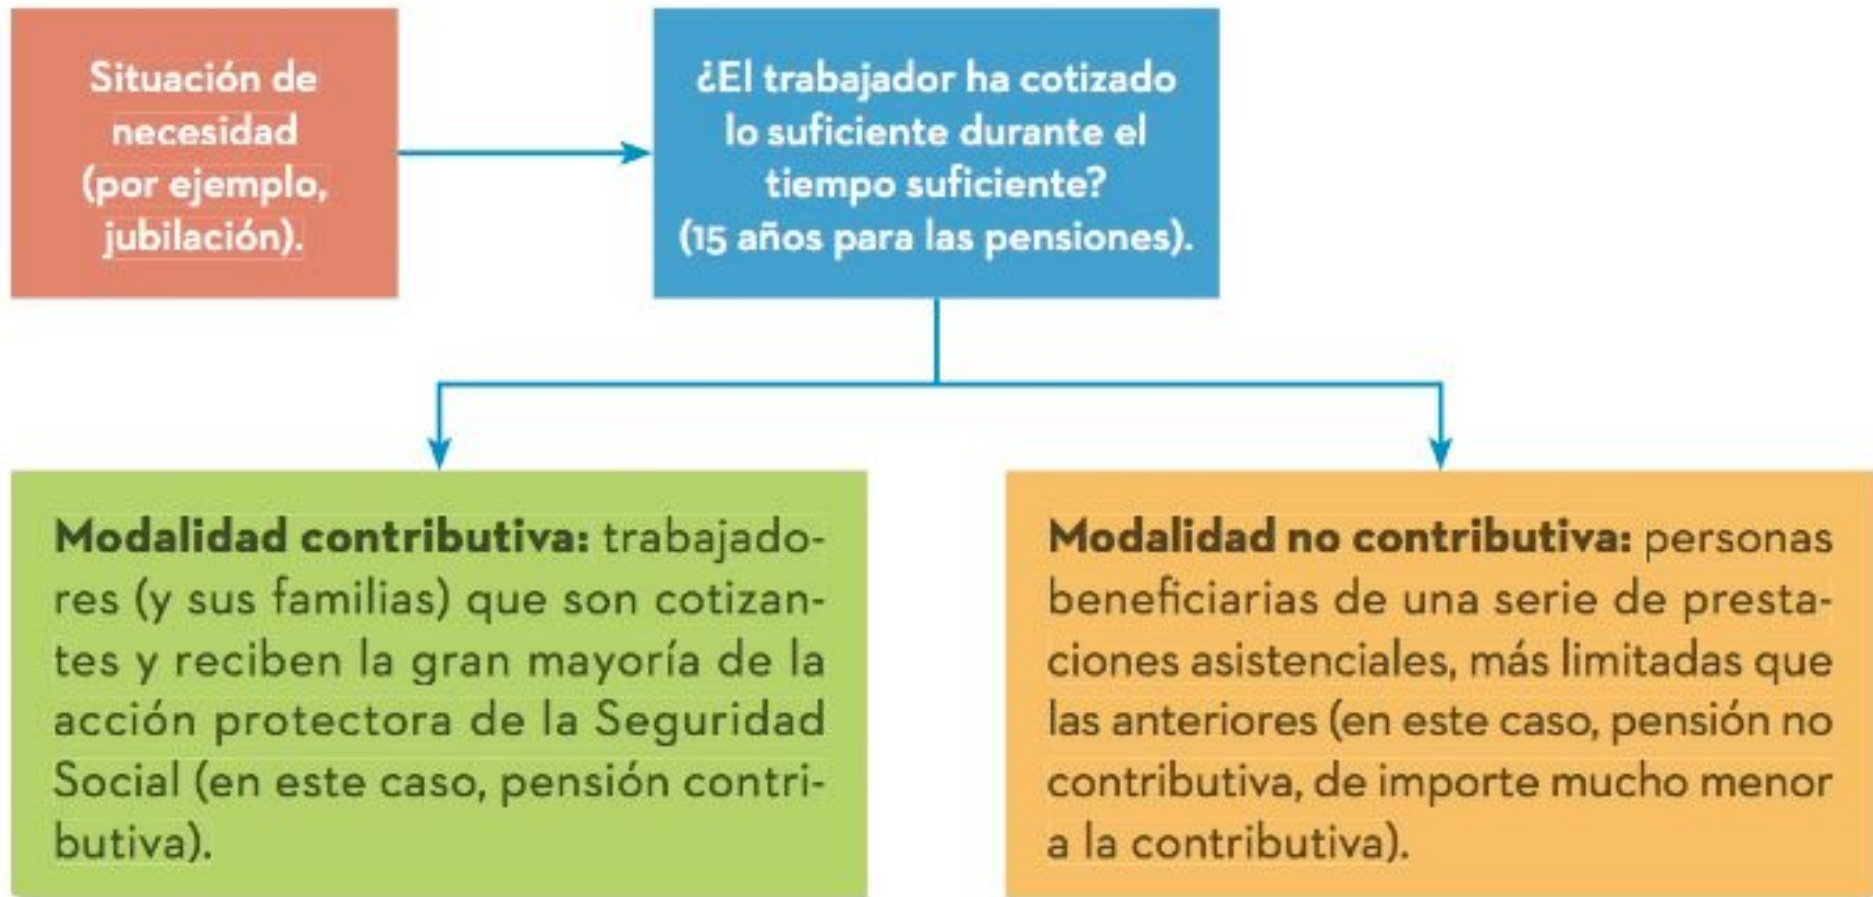 Situación de
necesidad
(por ejemplo,
jubilación).
¿El trabajador ha cotizado
lo suficiente durante el
tiempo suficiente?
(15 años para las pensiones).
Modalidad contributiva: trabajado-
res (y sus familias) que son cotizan-
tes y reciben la gran mayoría de la
acción protectora de la Seguridad
Social (en este caso, pensión contri-
butiva).
Modalidad no contributiva: personas
beneficiarias de una serie de presta-
ciones asistenciales, más limitadas que
las anteriores (en este caso, pensión no
contributiva, de importe mucho menor
a la contributiva).